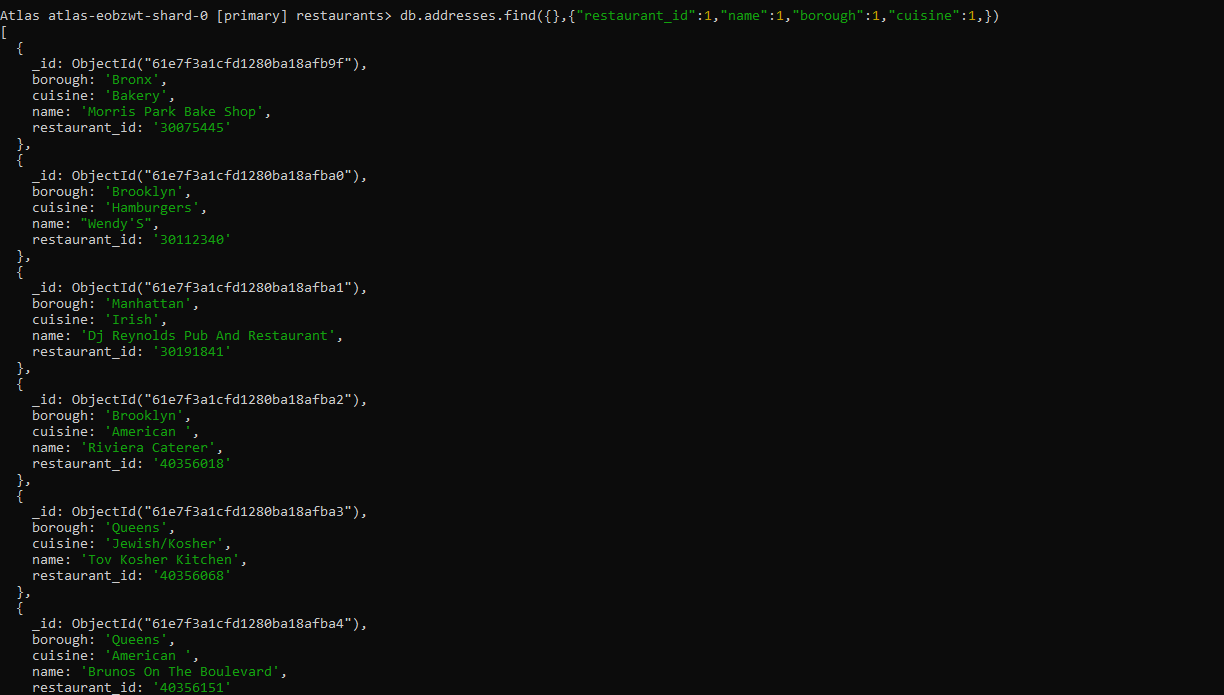 Atlas atlas-eobzwt-shard-0 [primary] restaurants> db.addresses.find({},{"restaurant_id":1,"name":1,"borough":1,"cuisine":1,})
[
  {
    _id: ObjectId("61e7f3a1cfd1280ba18afb9f"),
    borough: 'Bronx',
    cuisine: 'Bakery',
    name: 'Morris Park Bake Shop',
    restaurant_id: '30075445'
  },
  {
    _id: ObjectId("61e7f3a1cfd1280ba18afba0"),
    borough: 'Brooklyn',
    cuisine: 'Hamburgers',
    name: "Wendy'S",
    restaurant_id: '30112340'
  },
  {
    _id: ObjectId("61e7f3a1cfd1280ba18afba1"),
    borough: 'Manhattan',
    cuisine: 'Irish',
    name: 'Dj Reynolds Pub And Restaurant',
    restaurant_id: '30191841'
  },
  {
    _id: ObjectId("61e7f3a1cfd1280ba18afba2"),
    borough: 'Brooklyn',
    cuisine: 'American ',
    name: 'Riviera Caterer',
    restaurant_id: '40356018'
  },
  {
    _id: ObjectId("61e7f3a1cfd1280ba18afba3"),
    borough: 'Queens',
    cuisine: 'Jewish/Kosher',
    name: 'Tov Kosher Kitchen',
    restaurant_id: '40356068'
  },
  {
    _id: ObjectId("61e7f3a1cfd1280ba18afba4"),
    borough: 'Queens',
    cuisine: 'American ',
    name: 'Brunos On The Boulevard',
    restaurant_id: '40356151'